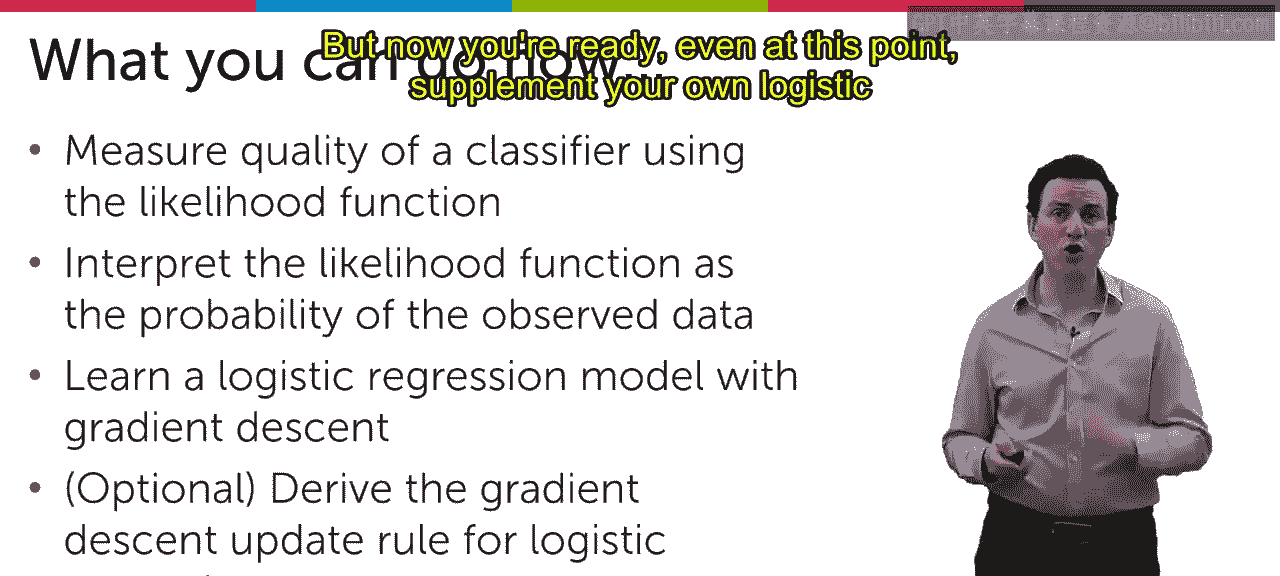 What you can do now...
But now you're ready, even at this point,
supplement your own logistic
• Measure quality of a classifier using
the likelihood function
• Interpret the likelihood function as
the probability of the observed data
• Learn a logistic regression model with
gradient descent
• (Optional) Derive the gradient
descent update rule for logistic